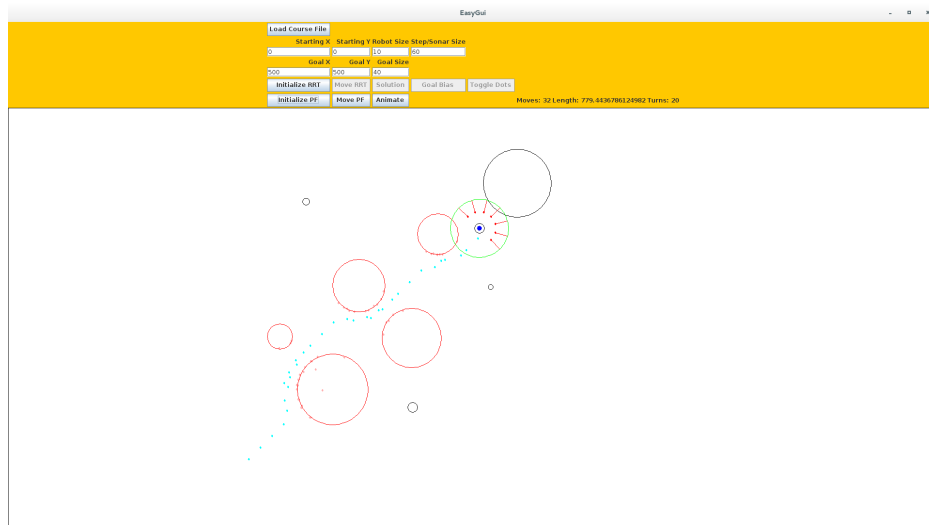 EasyGui
Load Course File
Starting X Starting Y Robot Size Step/Sonar Size
0 0 10 60
Goal X Goal Y Goal Size
500 500 40
Initialize RRT Move RRT Solution Goal Bias Toggle Dots
Initialize PF Move PF Animate Moves: 32 Length: 779.4436786124982 Turns: 20